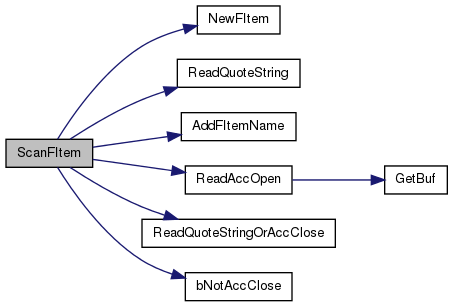 NewFItem
ReadQuoteString
AddFItemName
ScanFItem
ReadAccOpen
GetBuf
ReadQuoteStringOrAccClose
bNotAccClose